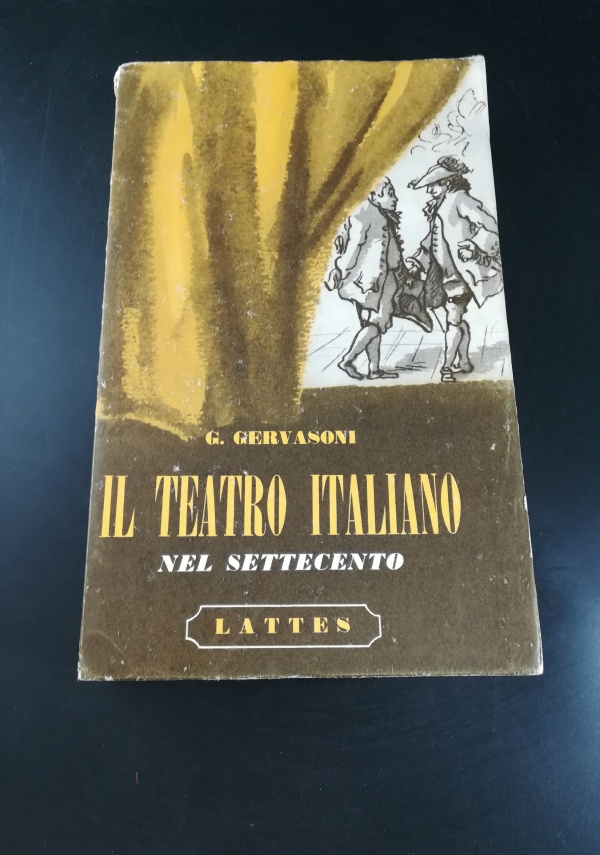 G. GERVASONI
IL TEATRO ITALIANO
NEL SETTECENTO
LATTES